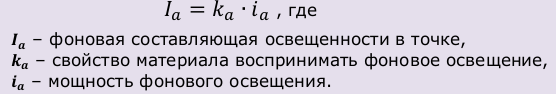 Iₐ = kₐ · iₐ , где
Iₐ – фоновая составляющая освещенности в точке,
kₐ – свойство материала воспринимать фоновое освещение,
iₐ – мощность фонового освещения.